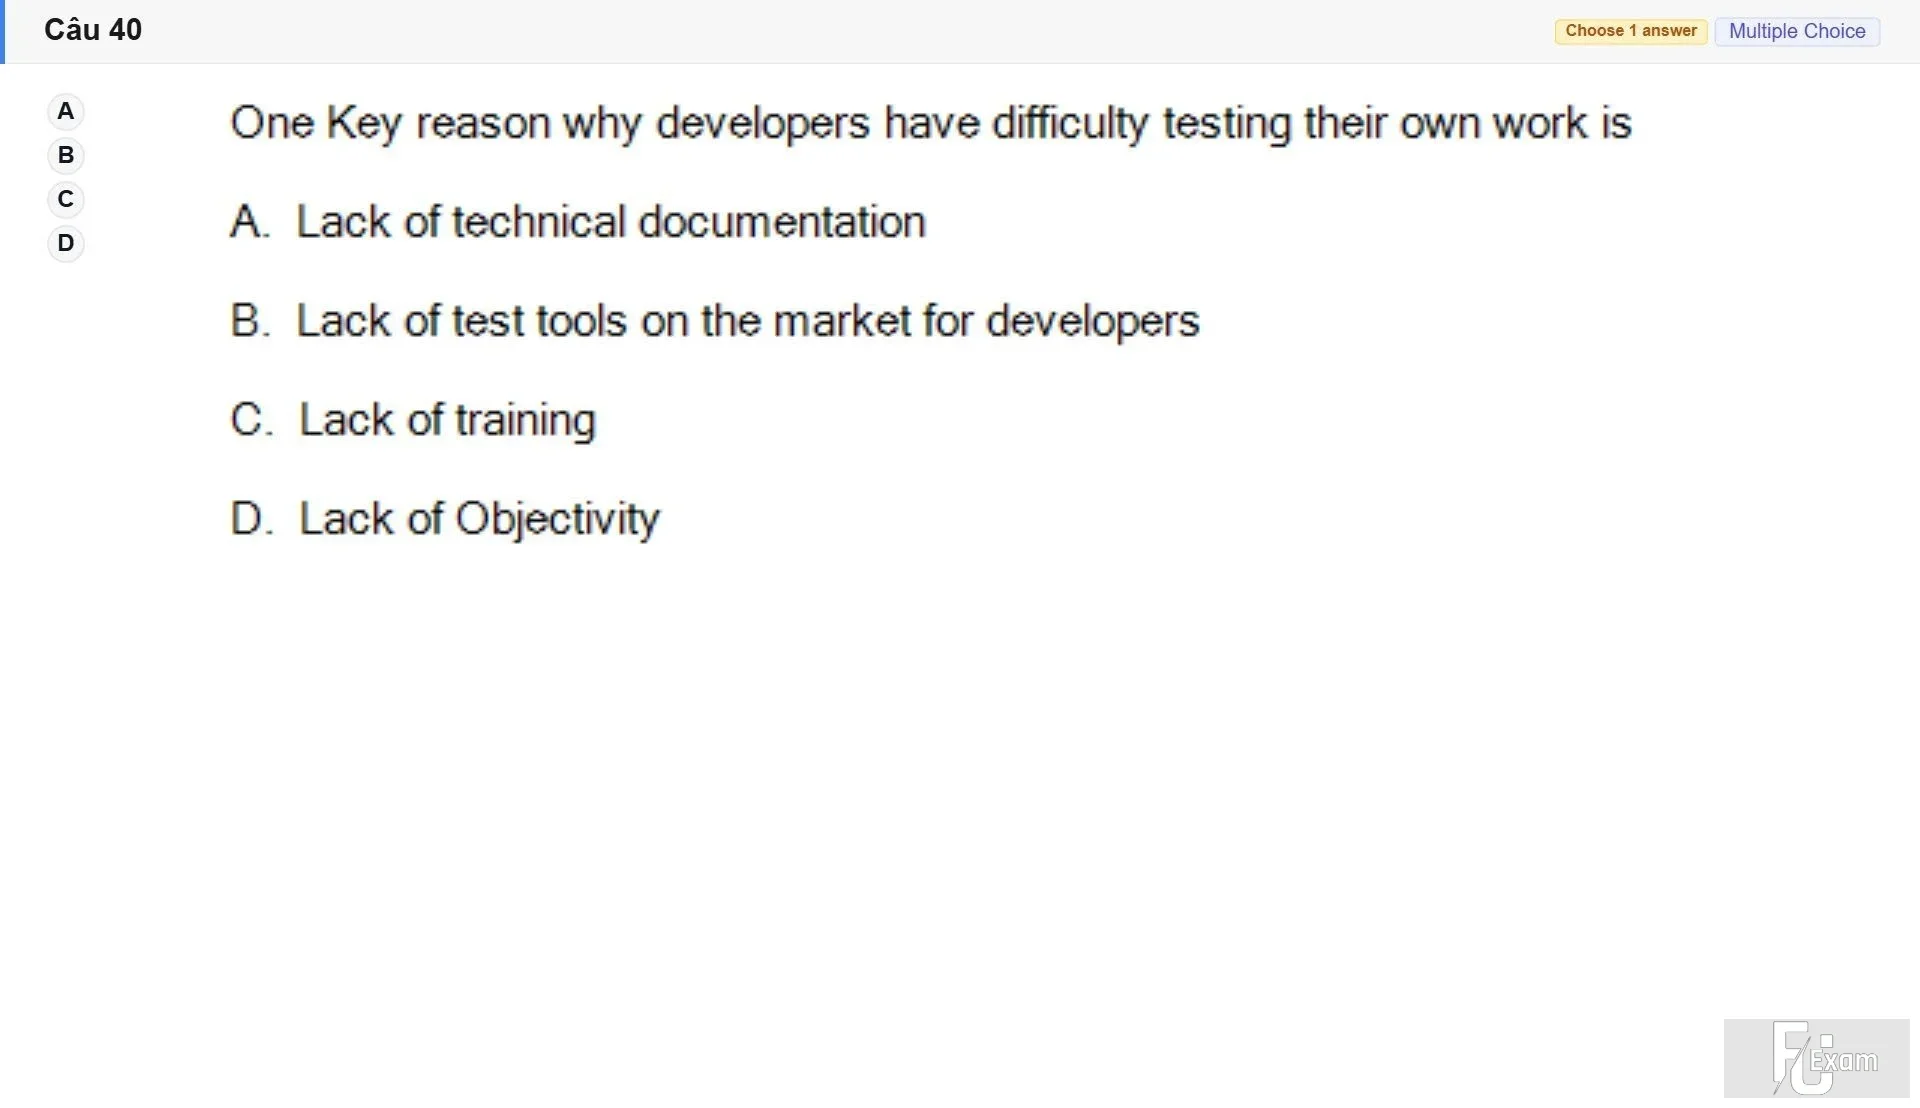 Câu 40
Choose 1 answer
Multiple Choice
A
B
C
D
One Key reason why developers have difficulty testing their own work is
A. Lack of technical documentation
B. Lack of test tools on the market for developers
C. Lack of training
D. Lack of Objectivity
FU Exam